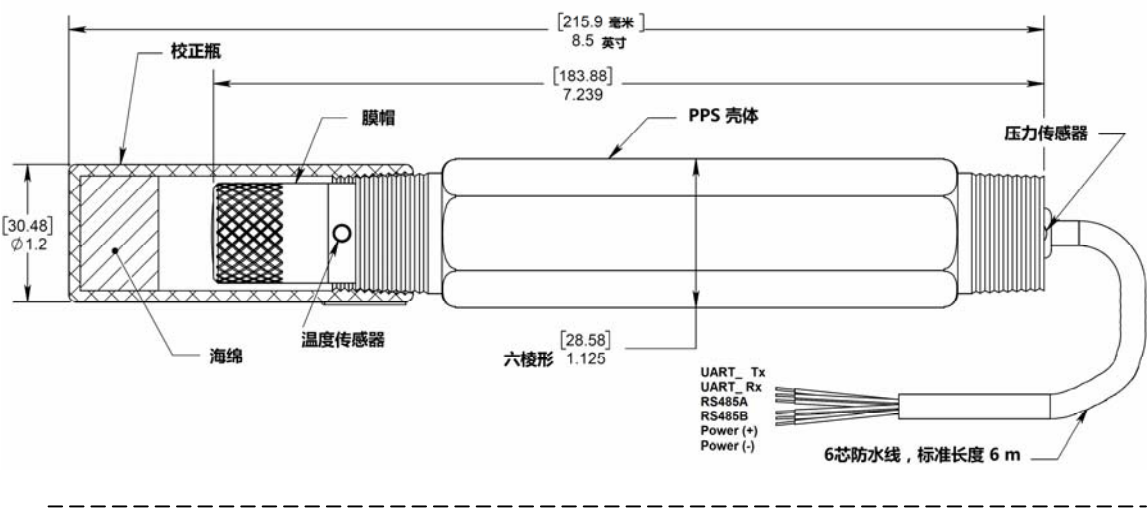 [215.9 毫米]
8.5 英寸
校正瓶
[183.88]
7.239
膜帽
PPS 壳体
压力传感器
[30.48]
∅1.2
温度传感器
海绵
[28.58]
六棱形 1.125
UART_ Tx
UART_Rx
RS485A
RS485B
Power (+)
Power (-)
6芯防水线，标准长度 6 m